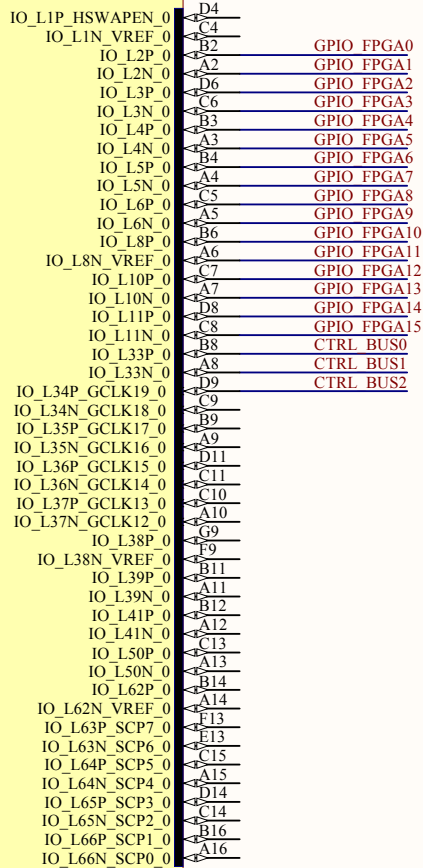 IO_L1P_HSWAPEN_0 D4
IO_L1N_VREF_0 C4
IO_L2P_0 B2 GPIO_FPGA0
IO_L2N_0 A2 GPIO_FPGA1
IO_L3P_0 D6 GPIO_FPGA2
IO_L3N_0 C6 GPIO_FPGA3
IO_L4P_0 B3 GPIO_FPGA4
IO_L4N_0 A3 GPIO_FPGA5
IO_L5P_0 B4 GPIO_FPGA6
IO_L5N_0 A4 GPIO_FPGA7
IO_L6P_0 C5 GPIO_FPGA8
IO_L6N_0 A5 GPIO_FPGA9
IO_L8P_0 B6 GPIO_FPGA10
IO_L8N_VREF_0 A6 GPIO_FPGA11
IO_L10P_0 C7 GPIO_FPGA12
IO_L10N_0 A7 GPIO_FPGA13
IO_L11P_0 D8 GPIO_FPGA14
IO_L11N_0 C8 GPIO_FPGA15
IO_L33P_0 B8 CTRL_BUS0
IO_L33N_0 A8 CTRL_BUS1
IO_L34P_GCLK19_0 D9 CTRL_BUS2
IO_L34N_GCLK18_0 C9
IO_L35P_GCLK17_0 B9
IO_L35N_GCLK16_0 A9
IO_L36P_GCLK15_0 D11
IO_L36N_GCLK14_0 C11
IO_L37P_GCLK13_0 C10
IO_L37N_GCLK12_0 A10
IO_L38P_0 G9
IO_L38N_VREF_0 F9
IO_L39P_0 B11
IO_L39N_0 A11
IO_L41P_0 B12
IO_L41N_0 A12
IO_L50P_0 C13
IO_L50N_0 A13
IO_L62P_0 B14
IO_L62N_VREF_0 A14
IO_L63P_SCP7_0 F13
IO_L63N_SCP6_0 E13
IO_L64P_SCP5_0 C15
IO_L64N_SCP4_0 A15
IO_L65P_SCP3_0 D14
IO_L65N_SCP2_0 C14
IO_L66P_SCP1_0 B16
IO_L66N_SCP0_0 A16